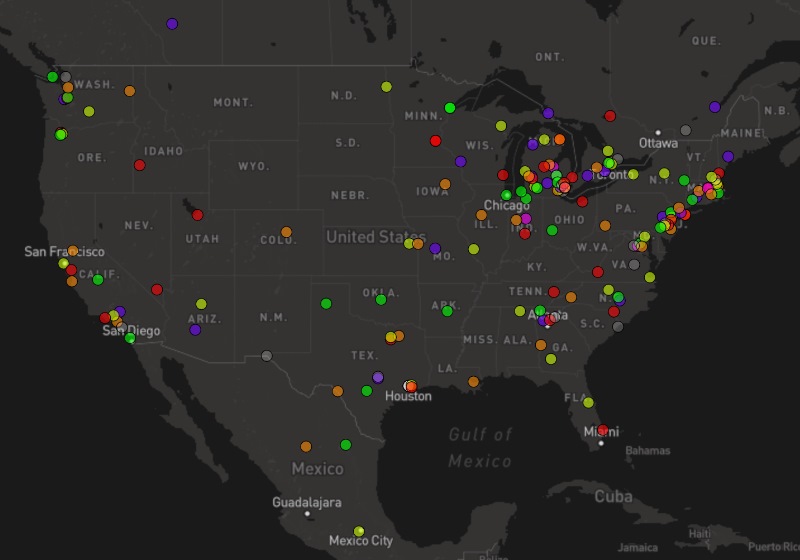 ONT.
QUE.
WASH.
MONT.
N.D.
MINN.
N.B.
MAINE
Ottawa
ORE.
IDAHO
S.D.
WIS.
VT.
WYO.
Toronto
N.Y.
NEBR.
IOWA
Chicago
PA.
NEV.
UTAH
COLO.
United States
ILL.
IND.
OHIO
San Francisco
W.VA.
MO.
KY.
VA.
CALIF.
OKLA.
TENN.
ARIZ.
N.M.
ARK.
Atlanta
S.C.
San Diego
MISS.
ALA.
GA.
TEX.
LA.
Houston
FLA.
Miami
Gulf of
Mexico
Bahamas
Mexico
Guadalajara
Cuba
Mexico City
Haiti
Jamaica
Puerto Ric
Belize